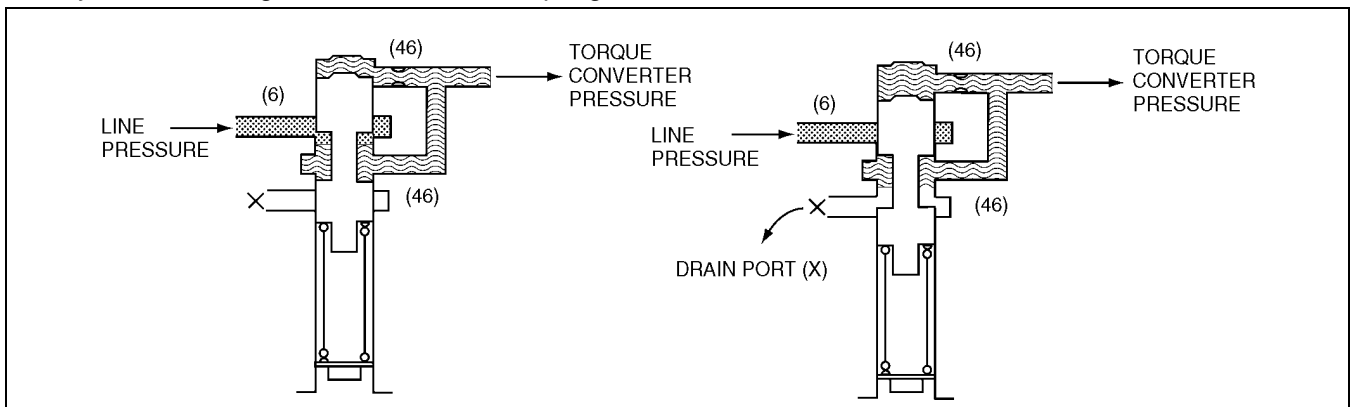 (46)
TORQUE
CONVERTER
PRESSURE
(6)
LINE
PRESSURE
(46)
(46)
TORQUE
CONVERTER
PRESSURE
(6)
LINE
PRESSURE
(46)
DRAIN PORT (X)